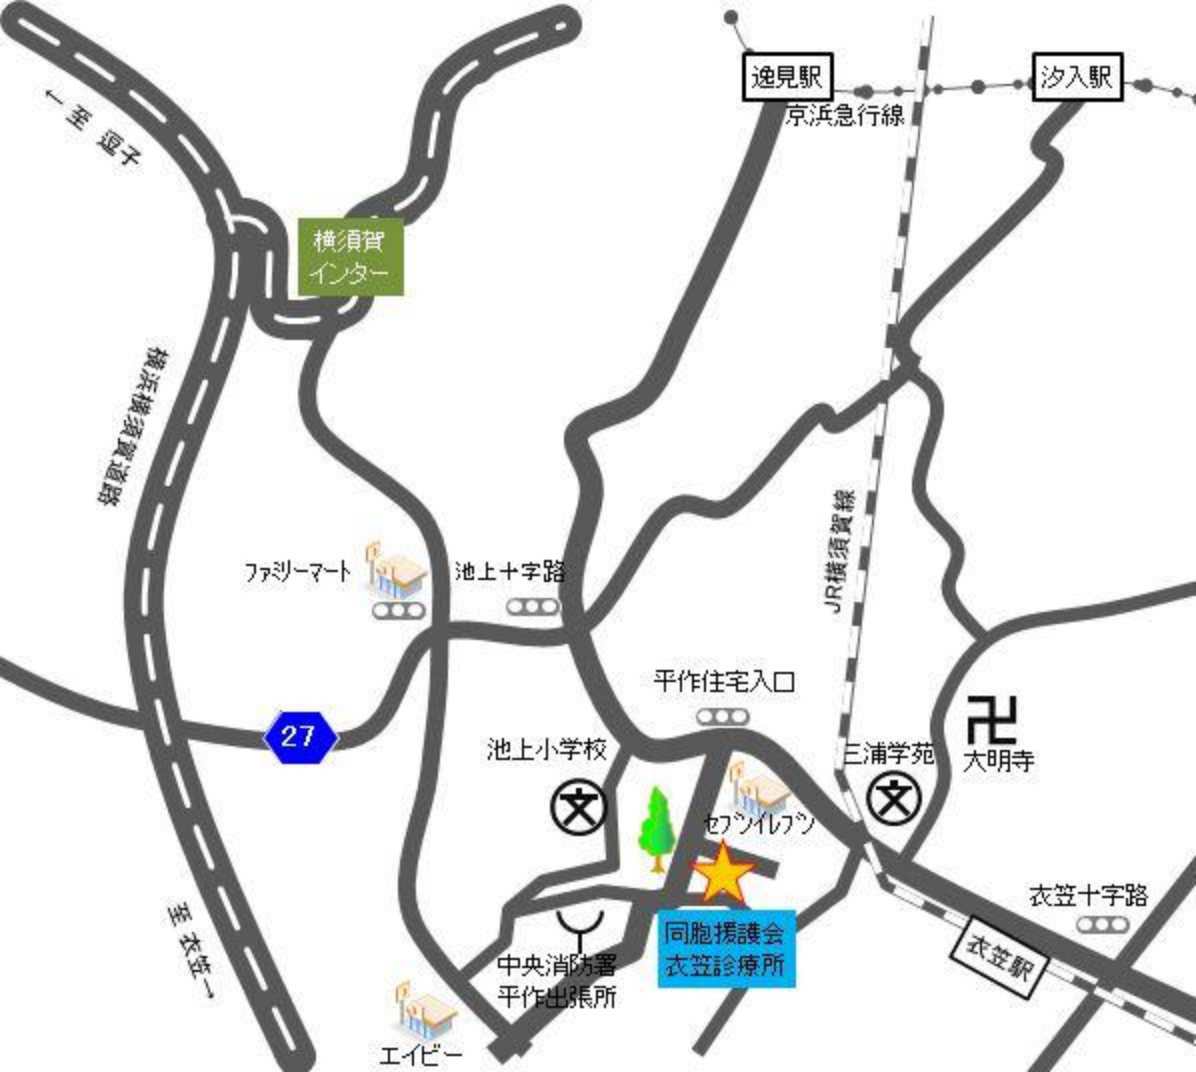 逸見駅
汐入駅
京浜急行線
← 至 逗子
横須賀
インター
横浜横須賀道路
JR横須賀線
ファミリーマート
池上十字路
平作住宅入口
27
池上小学校
文
三浦学苑
文
卍
大明寺
セブンイレブン
衣笠十字路
至 衣笠→
同胞援護会
衣笠診療所
衣笠駅
中央消防署
平作出張所
エイビー